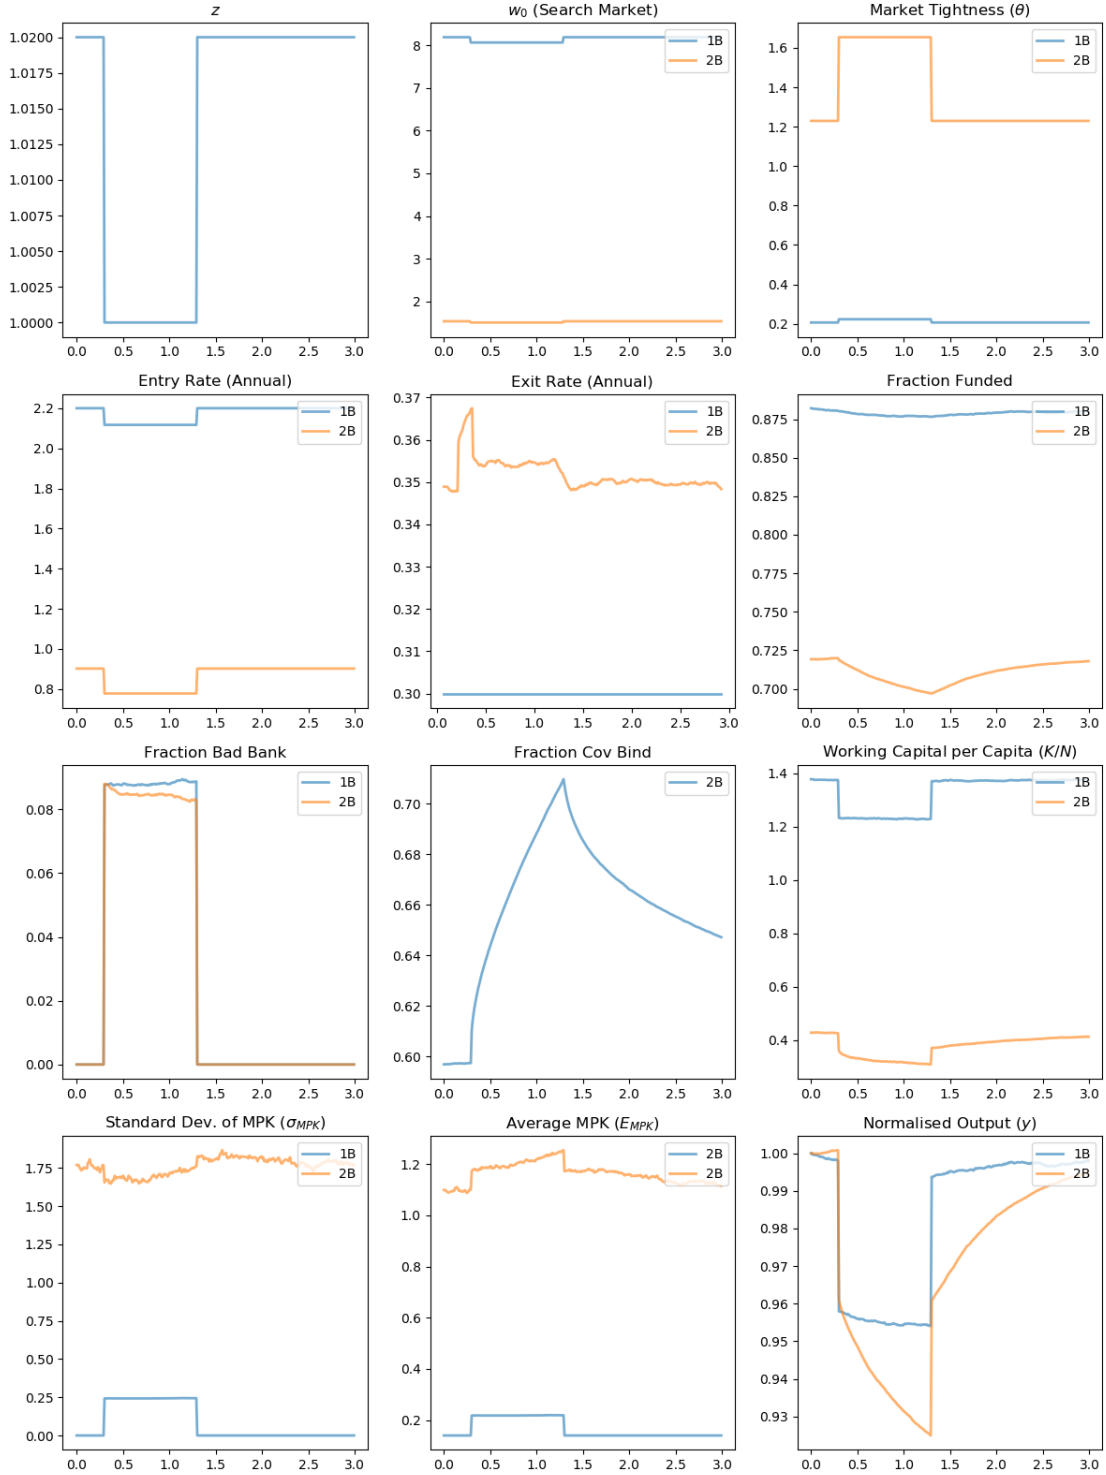 z
w₀ (Search Market)
Market Tightness (θ)
1.0200
1.0175
1.0150
1.0125
1.0100
1.0075
1.0050
1.0025
1.0000
0.0 0.5 1.0 1.5 2.0 2.5 3.0
8
7
6
5
4
3
2
1B
2B
0.0 0.5 1.0 1.5 2.0 2.5 3.0
1.6
1.4
1.2
1.0
0.8
0.6
0.4
0.2
1B
2B
0.0 0.5 1.0 1.5 2.0 2.5 3.0
Entry Rate (Annual)
Exit Rate (Annual)
Fraction Funded
2.2
2.0
1.8
1.6
1.4
1.2
1.0
0.8
1B
2B
0.0 0.5 1.0 1.5 2.0 2.5 3.0
0.37
0.36
0.35
0.34
0.33
0.32
0.31
0.30
1B
2B
0.0 0.5 1.0 1.5 2.0 2.5 3.0
0.875
0.850
0.825
0.800
0.775
0.750
0.725
0.700
1B
2B
0.0 0.5 1.0 1.5 2.0 2.5 3.0
Fraction Bad Bank
Fraction Cov Bind
Working Capital per Capita (K/N)
0.08
0.06
0.04
0.02
0.00
1B
2B
0.0 0.5 1.0 1.5 2.0 2.5 3.0
0.70
0.68
0.66
0.64
0.62
0.60
2B
0.0 0.5 1.0 1.5 2.0 2.5 3.0
1.4
1.2
1.0
0.8
0.6
0.4
1B
2B
0.0 0.5 1.0 1.5 2.0 2.5 3.0
Standard Dev. of MPK (σ_MPK)
Average MPK (E_MPK)
Normalised Output (y)
1.75
1.50
1.25
1.00
0.75
0.50
0.25
0.00
1B
2B
0.0 0.5 1.0 1.5 2.0 2.5 3.0
1.2
1.0
0.8
0.6
0.4
0.2
2B
2B
0.0 0.5 1.0 1.5 2.0 2.5 3.0
1.00
0.99
0.98
0.97
0.96
0.95
0.94
0.93
1B
2B
0.0 0.5 1.0 1.5 2.0 2.5 3.0